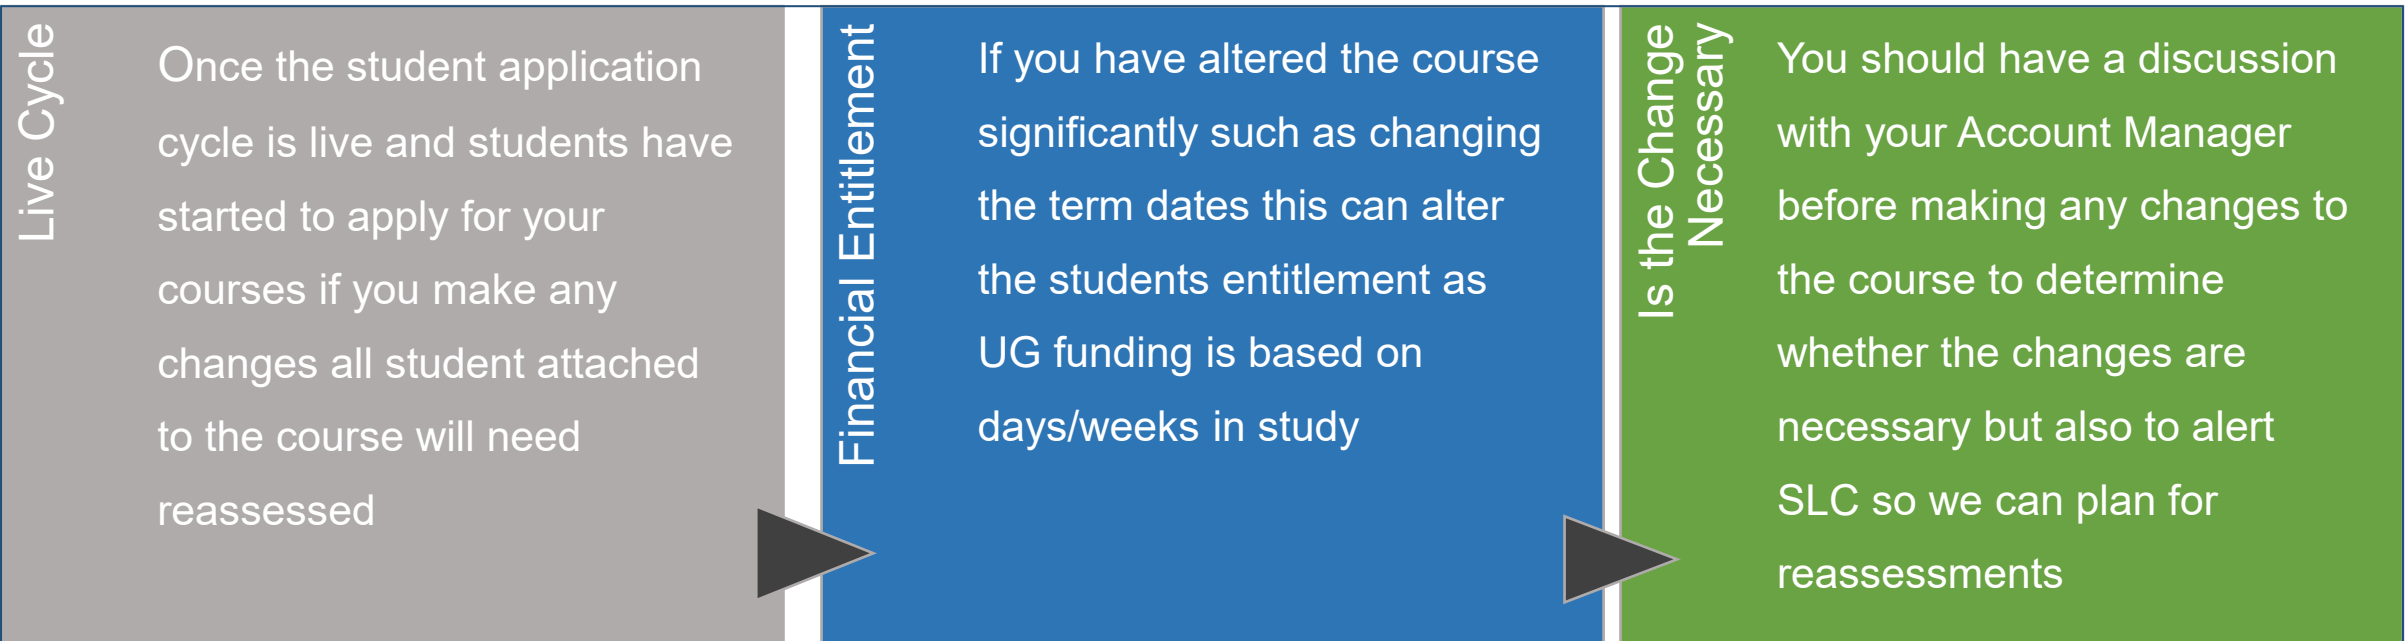 Live Cycle
Once the student application
cycle is live and students have
started to apply for your
courses if you make any
changes all student attached
to the course will need
reassessed
Financial Entitlement
If you have altered the course
significantly such as changing
the term dates this can alter
the students entitlement as
UG funding is based on
days/weeks in study
Is the Change
Necessary
You should have a discussion
with your Account Manager
before making any changes to
the course to determine
whether the changes are
necessary but also to alert
SLC so we can plan for
reassessments